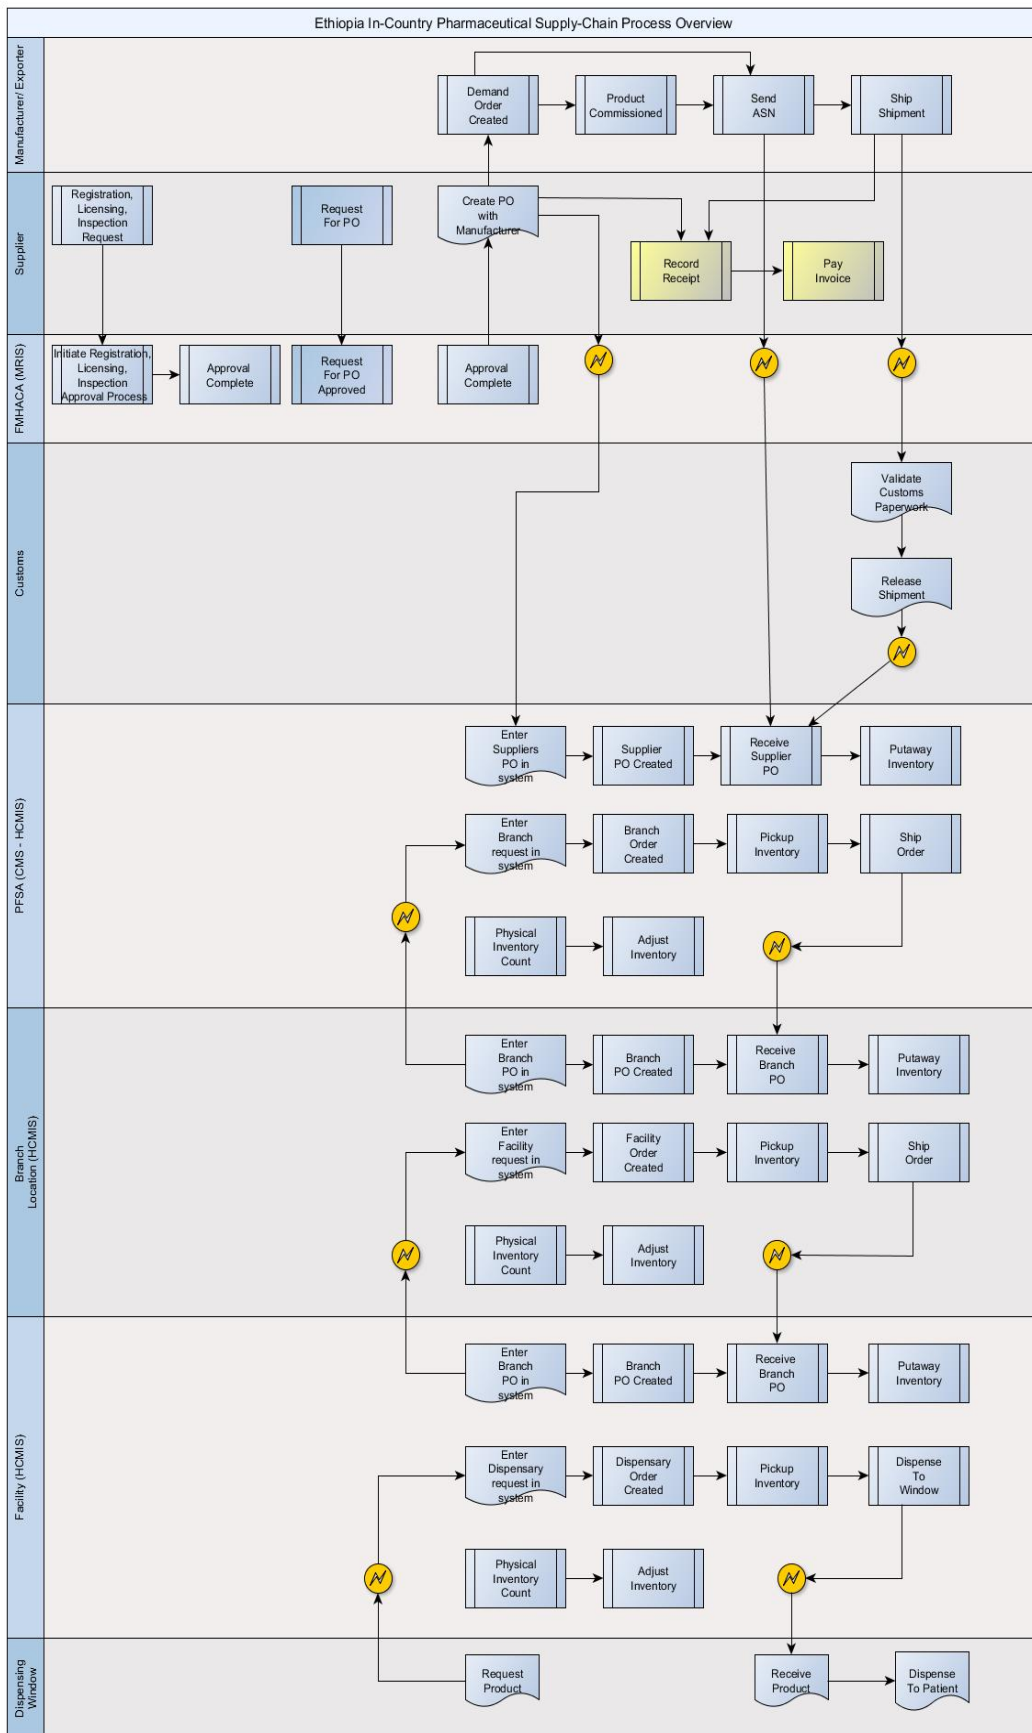 Ethiopia In-Country Pharmaceutical Supply-Chain Process Overview
Manufacturer/ Exporter
Demand
Order
Created
Product
Commissioned
Send
ASN
Ship
Shipment
Supplier
Registration,
Licensing,
Inspection
Request
Request
For PO
Create PO
with
Manufacturer
Record
Receipt
Pay
Invoice
FMHACA (MRIS)
Initiate Registration,
Licensing,
Inspection
Approval Process
Approval
Complete
Request
For PO
Approved
Approval
Complete
Customs
Validate
Customs
Paperwork
Release
Shipment
PFSA (CMS - HCMIS)
Enter
Suppliers
PO in
system
Supplier
PO Created
Receive
Supplier
PO
Putaway
Inventory
Enter
Branch
request in
system
Branch
Order
Created
Pickup
Inventory
Ship
Order
Physical
Inventory
Count
Adjust
Inventory
Branch
Location (HCMIS)
Enter
Branch
PO in
system
Branch
PO Created
Receive
Branch
PO
Putaway
Inventory
Enter
Facility
request in
system
Facility
Order
Created
Pickup
Inventory
Ship
Order
Physical
Inventory
Count
Adjust
Inventory
Facility (HCMIS)
Enter
Branch
PO in
system
Branch
PO Created
Receive
Branch
PO
Putaway
Inventory
Enter
Dispensary
request in
system
Dispensary
Order
Created
Pickup
Inventory
Dispense
To
Window
Physical
Inventory
Count
Adjust
Inventory
Dispensing
Window
Request
Product
Receive
Product
Dispense
To Patient